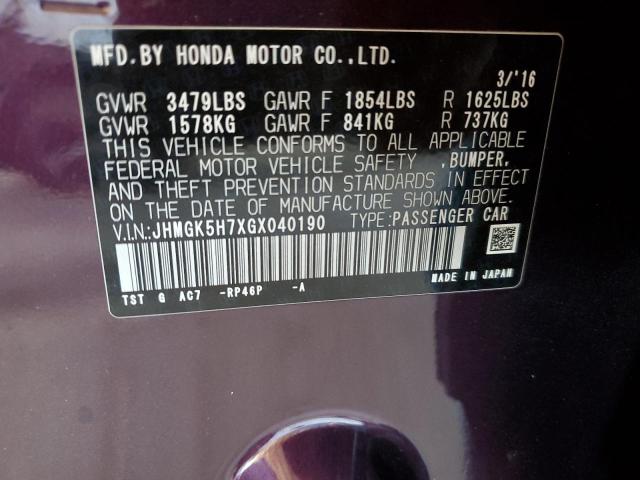 MFD.BY HONDA MOTOR CO.,LTD.
3/'16
GVWR 3479LBS GAWR F 1854LBS R 1625LBS
GVWR 1578KG GAWR F 841KG R 737KG
THIS VEHICLE CONFORMS TO ALL APPLICABLE
FEDERAL MOTOR VEHICLE SAFETY ,BUMPER,
AND THEFT PREVENTION STANDARDS IN EFFECT
ON THE DATE OF MANUFACTURE SHOWN ABOVE.
V.I.N:JHMGK5H7XGX040190 TYPE:PASSENGER CAR
TST G AC7 -RP46P -A
MADE IN JAPAN